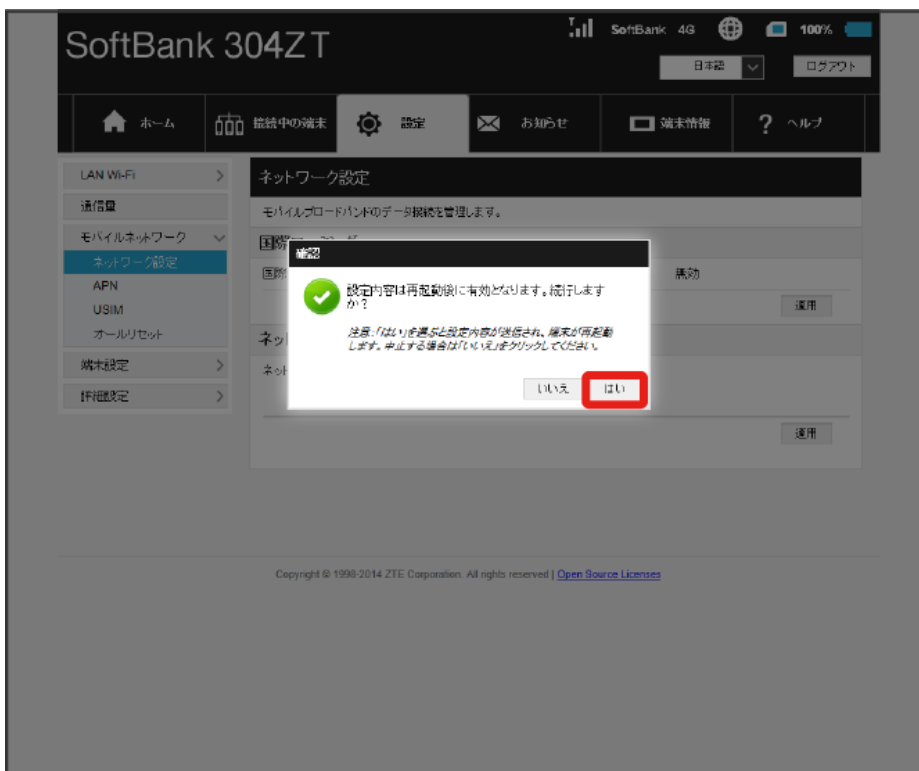 SoftBank 304ZT
SoftBank 4G 100%
日本語 ログアウト
ホーム 接続中の端末 設定 お知らせ 端末情報 ? ヘルプ
LAN Wi-Fi
通信量
モバイルネットワーク
ネットワーク設定
APN
USIM
オールリセット
端末設定
詳細設定
ネットワーク設定
モバイルブロードバンドのデータ接続を管理します。
国際
国際 無効
適用
ネッ
ネット
適用
確認
設定内容は再起動後に有効となります。続行します
か?
注意:「はい」を選ぶと設定内容が送信され、端末が再起動
します。中止する場合は「いいえ」をクリックしてください。
いいえ はい
Copyright © 1998-2014 ZTE Corporation. All rights reserved | Open Source Licenses